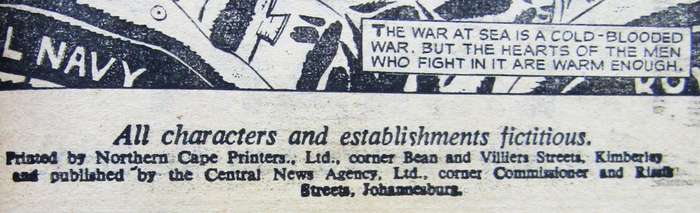 THE WAR AT SEA IS A COLD-BLOODED
WAR. BUT THE HEARTS OF THE MEN
WHO FIGHT IN IT ARE WARM ENOUGH.
L NAVY
All characters and establishments fictitious.
Printed by Northern Cape Printers., Ltd., corner Bean and Villiers Streets, Kimberley
and published by the Central News Agency, Ltd., corner Commissioner and Rissik
Streets, Johannesburg.